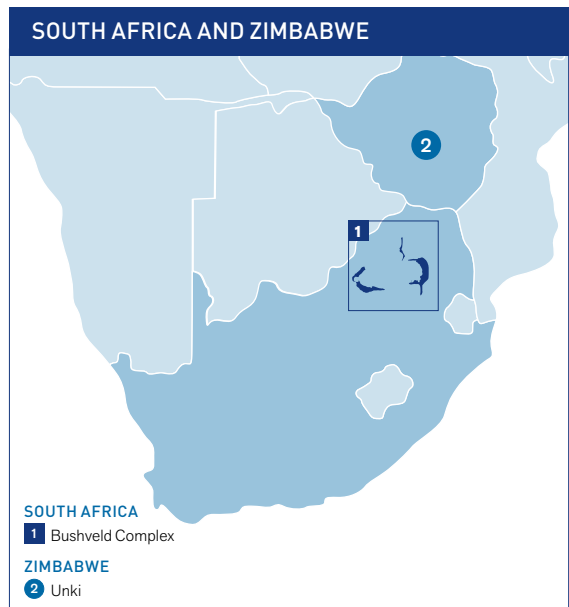 SOUTH AFRICA AND ZIMBABWE
2
1
SOUTH AFRICA
1 Bushveld Complex
ZIMBABWE
2 Unki